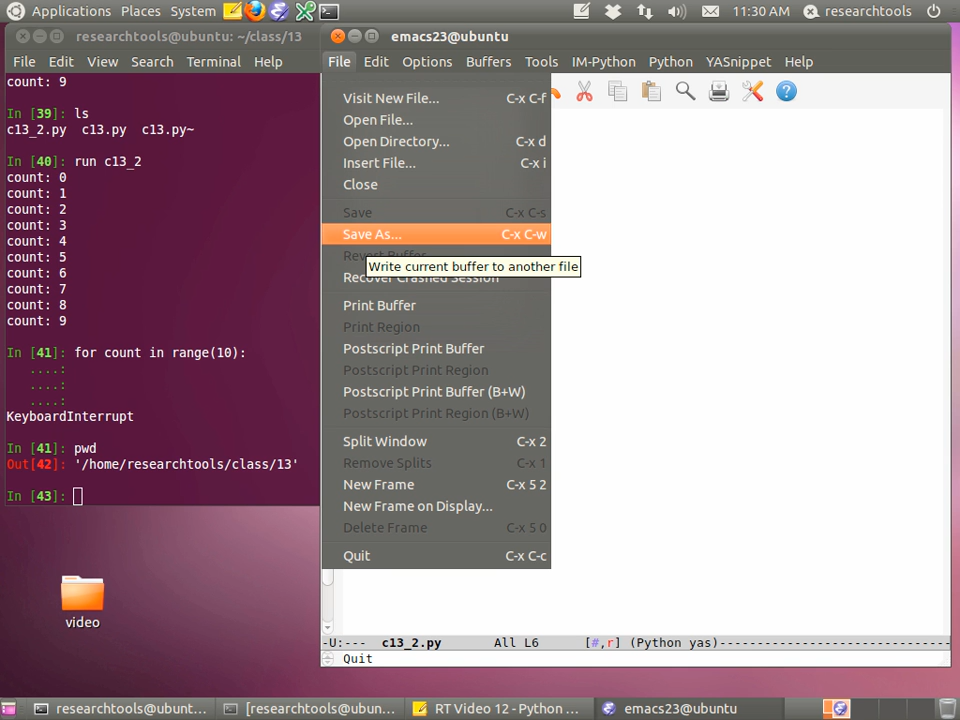 Applications Places System
11:30 AM researchtools
researchtools@ubuntu: ~/class/13
File Edit View Search Terminal Help
count: 9
In [39]: ls
c13_2.py c13.py c13.py~
In [40]: run c13_2
count: 0
count: 1
count: 2
count: 3
count: 4
count: 5
count: 6
count: 7
count: 8
count: 9
In [41]: for count in range(10):
....:
....:
....:
KeyboardInterrupt
In [41]: pwd
Out[42]: '/home/researchtools/class/13'
In [43]:
video
emacs23@ubuntu
File Edit Options Buffers Tools IM-Python Python YASnippet Help
Visit New File... C-x C-f
Open File...
Open Directory... C-x d
Insert File... C-x i
Close
Save C-x C-s
Save As... C-x C-w
Revert Buffer
Write current buffer to another file
Recover Crashed Session
Print Buffer
Print Region
Postscript Print Buffer
Postscript Print Region
Postscript Print Buffer (B+W)
Postscript Print Region (B+W)
Split Window C-x 2
Remove Splits C-x 1
New Frame C-x 5 2
New Frame on Display...
Delete Frame C-x 5 0
Quit C-x C-c
-U:--- c13_2.py All L6 [#,r] (Python yas)----------------------------
Quit
researchtools@ubunt... [researchtools@ubun... RT Video 12 - Python ... emacs23@ubuntu